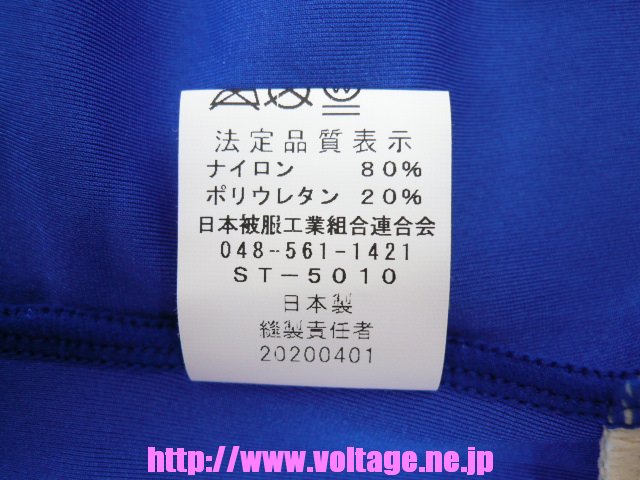 法定品質表示
ナイロン 80%
ポリウレタン 20%
日本被服工業組合連合会
048-561-1421
ST-5010
日本製
縫製責任者
20200401
http://www.voltage.ne.jp